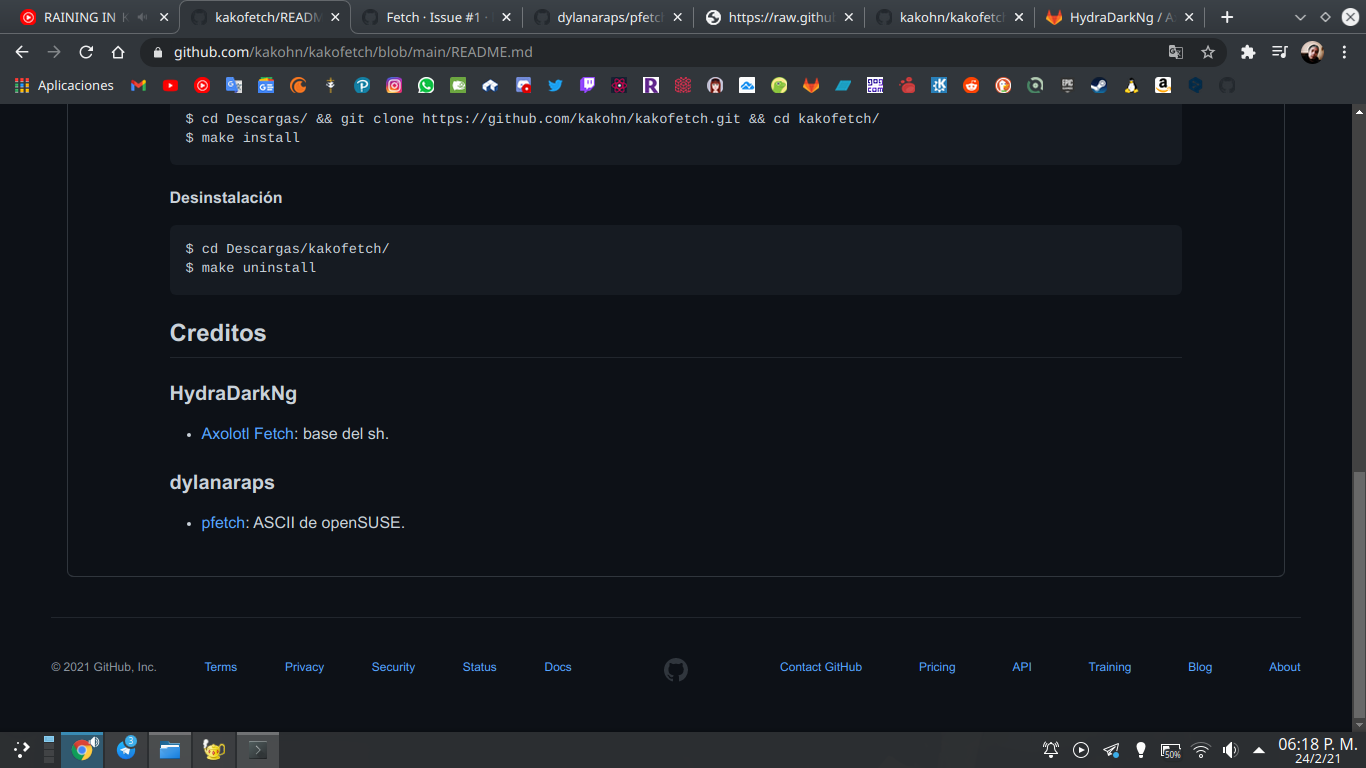 RAINING IN
kakofetch/READM
Fetch · Issue #1 ·
dylanaraps/pfetch
https://raw.githu
kakohn/kakofetch
HydraDarkNg / A
github.com/kakohn/kakofetch/blob/main/README.md
Aplicaciones
$ cd Descargas/ && git clone https://github.com/kakohn/kakofetch.git && cd kakofetch/
$ make install
Desinstalación
$ cd Descargas/kakofetch/
$ make uninstall
Creditos
HydraDarkNg
• Axolotl Fetch: base del sh.
dylanaraps
• pfetch: ASCII de openSUSE.
© 2021 GitHub, Inc.
Terms
Privacy
Security
Status
Docs
Contact GitHub
Pricing
API
Training
Blog
About
3
50%
06:18 P. M.
24/2/21